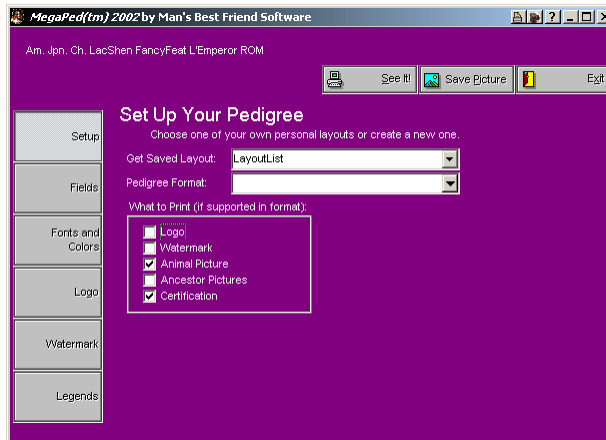 MegaPed(tm) 2002 by Man's Best Friend Software
Am. Jpn. Ch. LacShen FancyFeat L'Emperor ROM
See It!
Save Picture
Exit
Set Up Your Pedigree
Choose one of your own personal layouts or create a new one.
Setup
Get Saved Layout: LayoutList
Fields
Pedigree Format:
What to Print (if supported in format):
Fonts and
Colors
Logo
Watermark
Animal Picture
Ancestor Pictures
Certification
Logo
Watermark
Legends